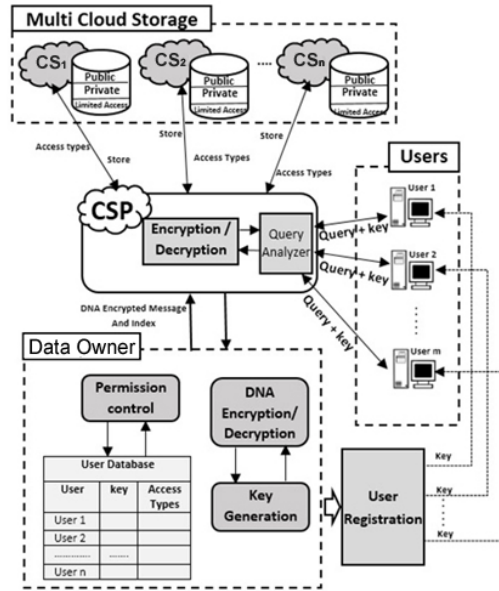 Multi Cloud Storage
CS1
Public
Private
Limited Access
CS2
Public
Private
Limited Access
....
CSn
Public
Private
Limited Access
Access types
Store
Store
Access Types
Store
Access Types
Users
User 1
User 2
User m
CSP
Encryption /
Decryption
Query
Analyzer
Query + key
Query + key
Query + key
DNA Encrypted Message
And Index
Data Owner
Permission
control
DNA
Encryption/
Decryption
Key
Generation
User Database
User key Access
Types
User 1
User 2
............ .......
User n
User
Registration
Key
Key
Key